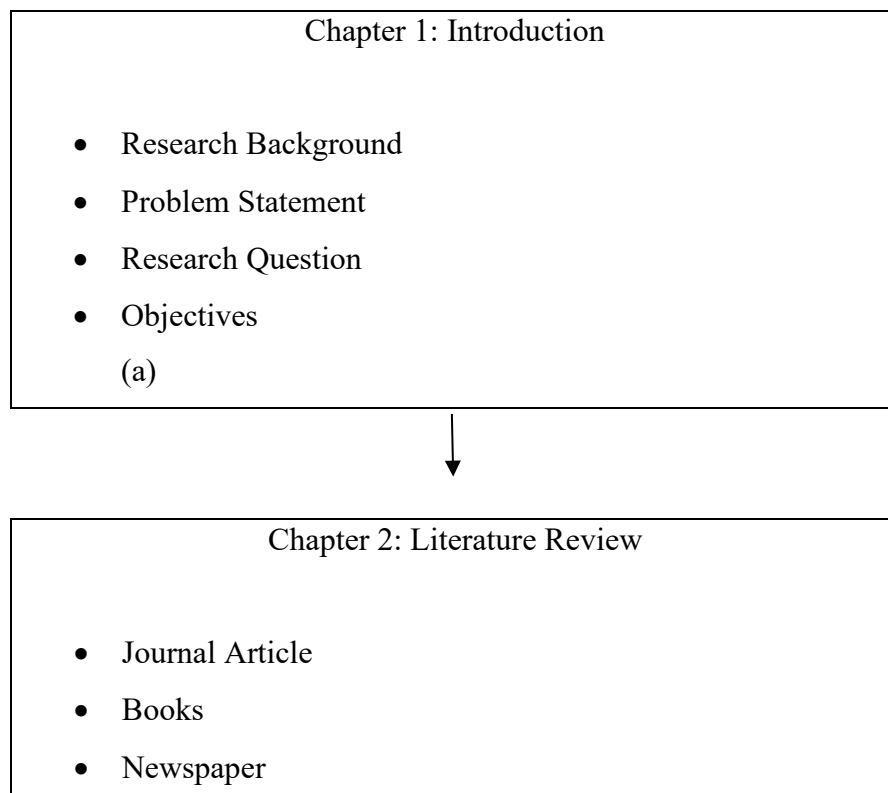 Chapter 1: Introduction
• Research Background
• Problem Statement
• Research Question
• Objectives
(a)
Chapter 2: Literature Review
• Journal Article
• Books
• Newspaper